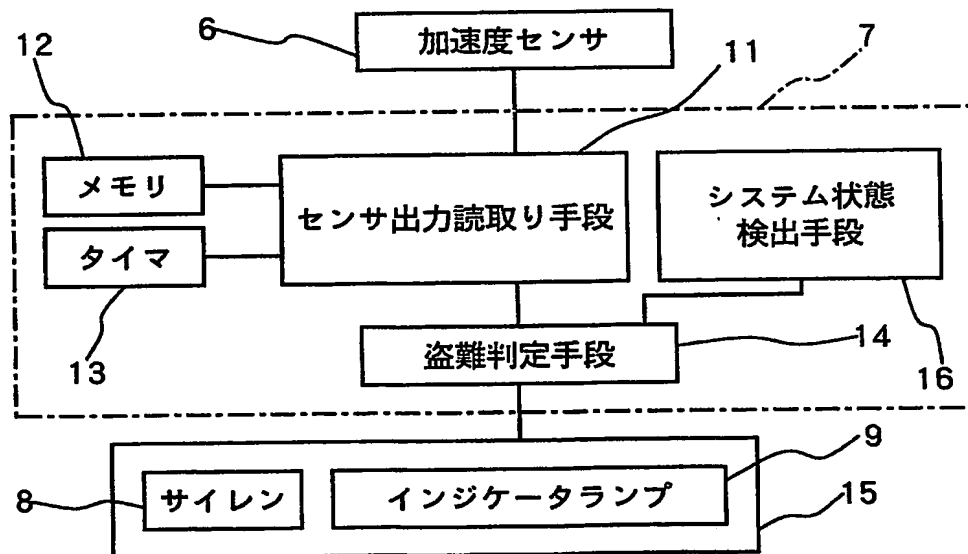 6
加速度センサ
7
12
11
メモリ
センサ出力読取り手段
システム状態
検出手段
タイマ
13
盗難判定手段
14
16
9
8
サイレン
インジケータランプ
15